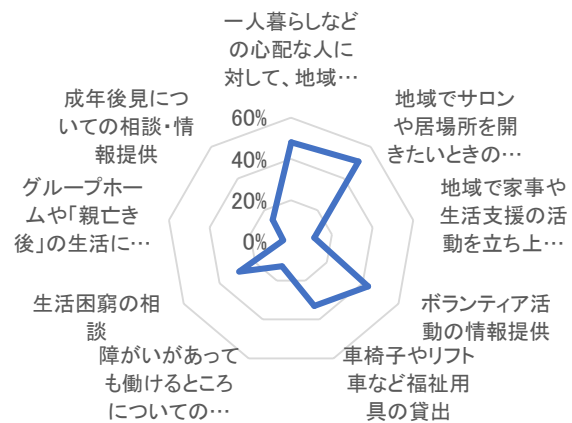 一人暮らしなど
の心配な人に
対して、地域…
地域でサロン
や居場所を開
きたいときの…
地域で家事や
生活支援の活
動を立ち上…
ボランティア活
動の情報提供
車椅子やリフト
車など福祉用
具の貸出
障がいがあって
も働けるところ
についての…
生活困窮の相
談
グループホー
ムや「親亡き
後」の生活に…
成年後見につ
いての相談・情
報提供
60%
40%
20%
0%